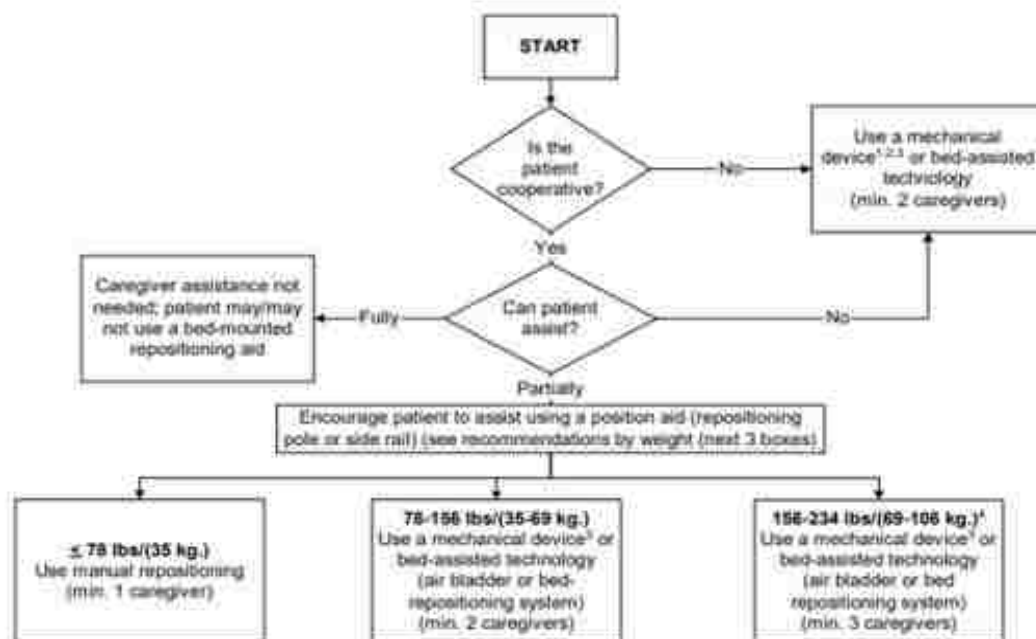 START
Is the
patient
cooperative?
No
Use a mechanical
device¹,²,³ or bed-assisted
technology
(min. 2 caregivers)
Yes
Caregiver assistance not
needed; patient may/may
not use a bed-mounted
repositioning aid
Fully
Can patient
assist?
No
Partially
Encourage patient to assist using a position aid (repositioning
pole or side rail) (see recommendations by weight (next 3 boxes)
≤ 78 lbs/(35 kg.)
Use manual repositioning
(min. 1 caregiver)
78-156 lbs/(35-69 kg.)
Use a mechanical device or
bed-assisted technology
(air bladder or bed-
repositioning system)
(min. 2 caregivers)
156-234 lbs/(69-106 kg.)
Use a mechanical device or
bed-assisted technology
(air bladder or bed
repositioning system)
(min. 3 caregivers)